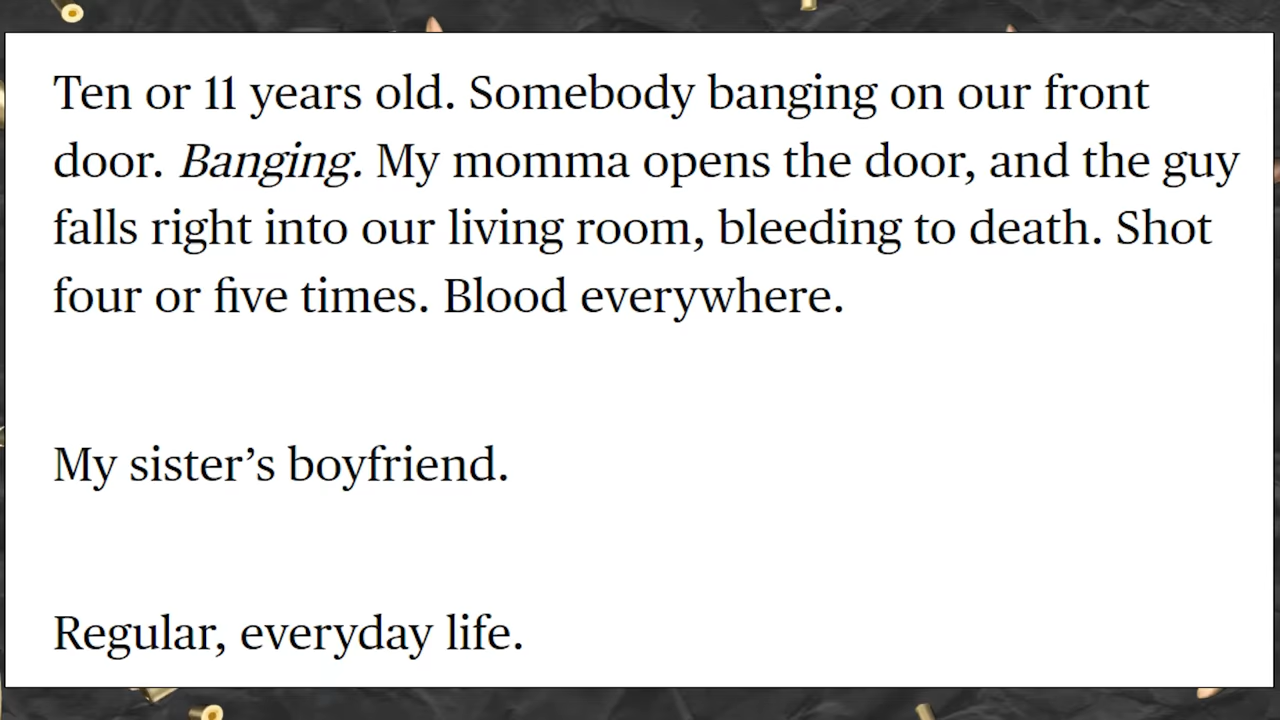 Ten or 11 years old. Somebody banging on our front
door. Banging. My momma opens the door, and the guy
falls right into our living room, bleeding to death. Shot
four or five times. Blood everywhere.
My sister’s boyfriend.
Regular, everyday life.